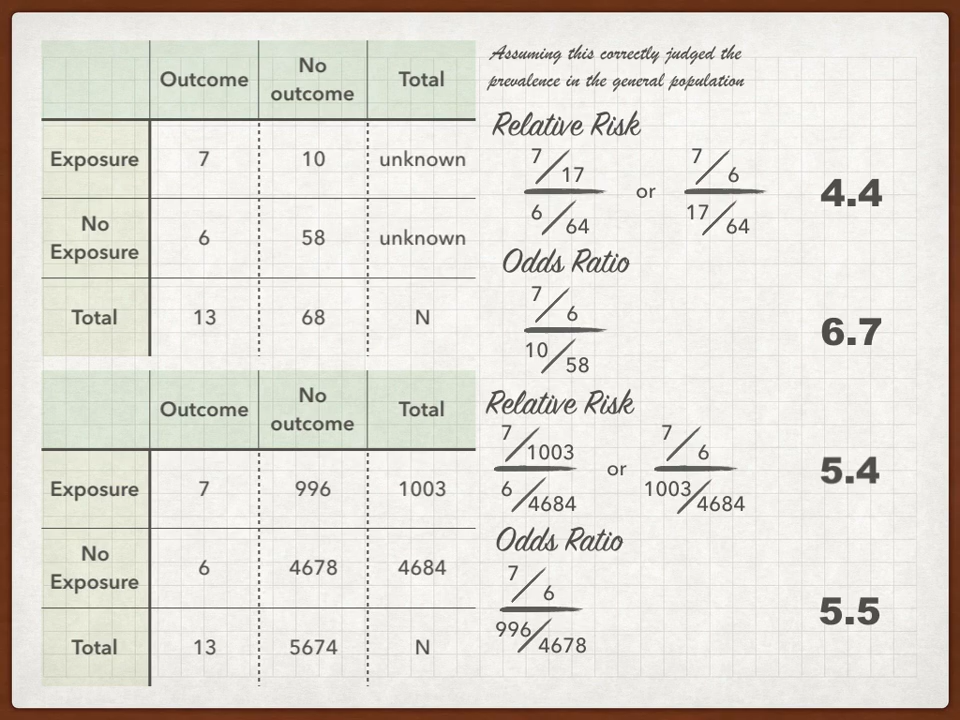 Outcome No outcome Total
Exposure 7 10 unknown
No Exposure 6 58 unknown
Total 13 68 N
Assuming this correctly judged the
prevalence in the general population
Relative Risk
7/17 or 7/6 4.4
6/64 17/64
Odds Ratio
7/6 6.7
10/58
Outcome No outcome Total
Exposure 7 996 1003
No Exposure 6 4678 4684
Total 13 5674 N
Relative Risk
7/1003 or 7/6 5.4
6/4684 1003/4684
Odds Ratio
7/6 5.5
996/4678